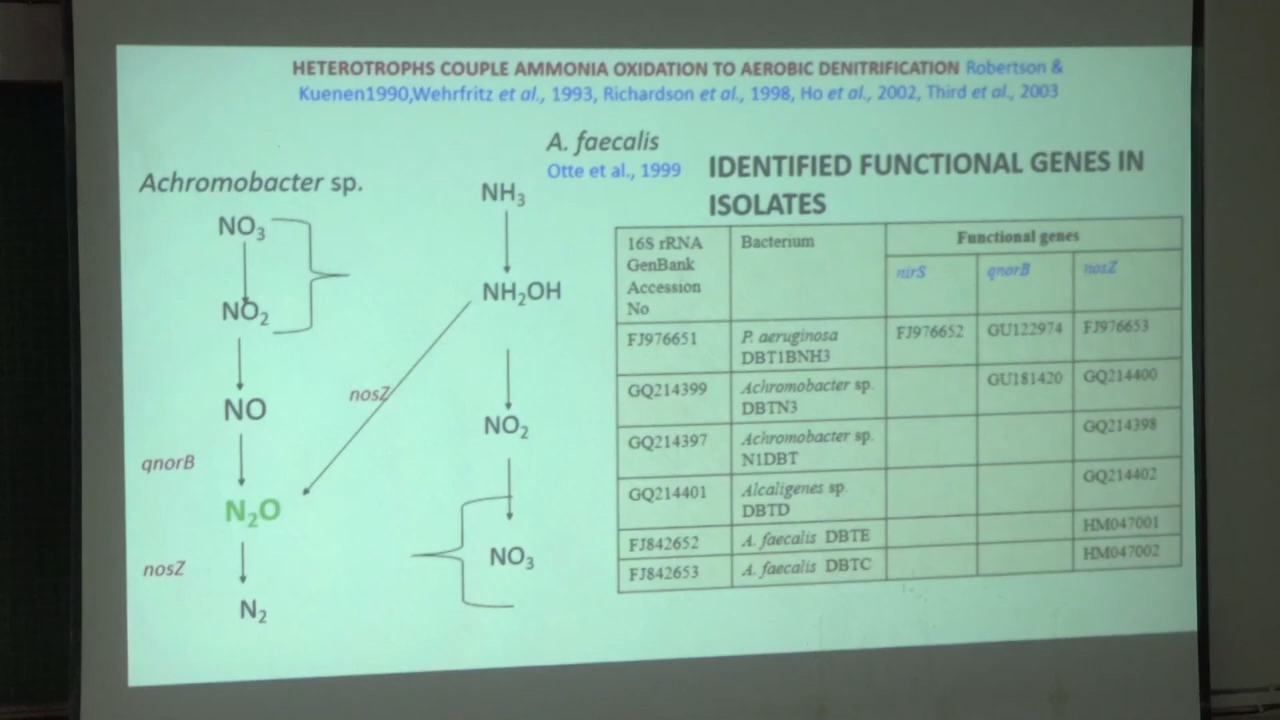 HETEROTROPHS COUPLE AMMONIA OXIDATION TO AEROBIC DENITRIFICATION Robertson &
Kuenen1990,Wehrfritz et al., 1993, Richardson et al., 1998, Ho et al., 2002, Third et al., 2003
Achromobacter sp.
NO3
NO2
NO
qnorB
N2O
nosZ
N2
A. faecalis
Otte et al., 1999
NH3
NH2OH
nosZ
NO2
NO3
IDENTIFIED FUNCTIONAL GENES IN
ISOLATES
16S rRNA GenBank Accession No Bacterium Functional genes
nirS qnorB nosZ
FJ976651 P. aeruginosa DBT1BNH3 FJ976652 GU122974 FJ976653
GQ214399 Achromobacter sp. DBTN3 GU181420 GQ214400
GQ214397 Achromobacter sp. N1DBT GQ214398
GQ214401 Alcaligenes sp. DBTD GQ214402
FJ842652 A. faecalis DBTE HM047001
FJ842653 A. faecalis DBTC HM047002